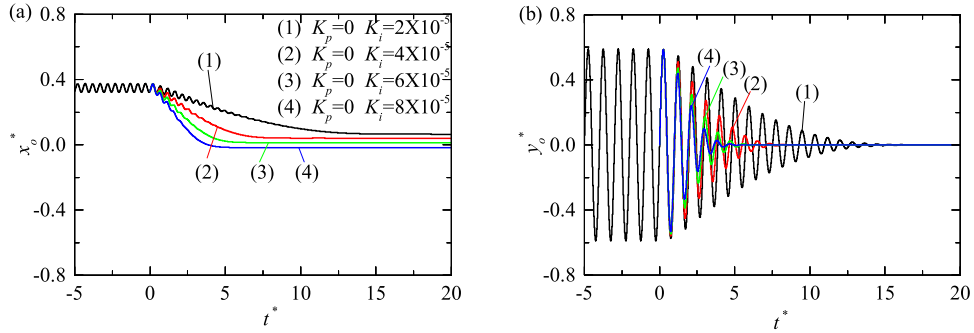 (a)
(1) K_p=0 K_i=2X10^-5
(2) K_p=0 K_i=4X10^-5
(3) K_p=0 K_i=6X10^-5
(4) K_p=0 K_i=8X10^-5
(1)
(2) (3) (4)
0.8
0.4
0.0
-0.4
-0.8
x_o^*
-5 0 5 10 15 20
t^*
(b)
(4)
(3)
(2)
(1)
0.8
0.4
0.0
-0.4
-0.8
y_o^*
-5 0 5 10 15 20
t^*